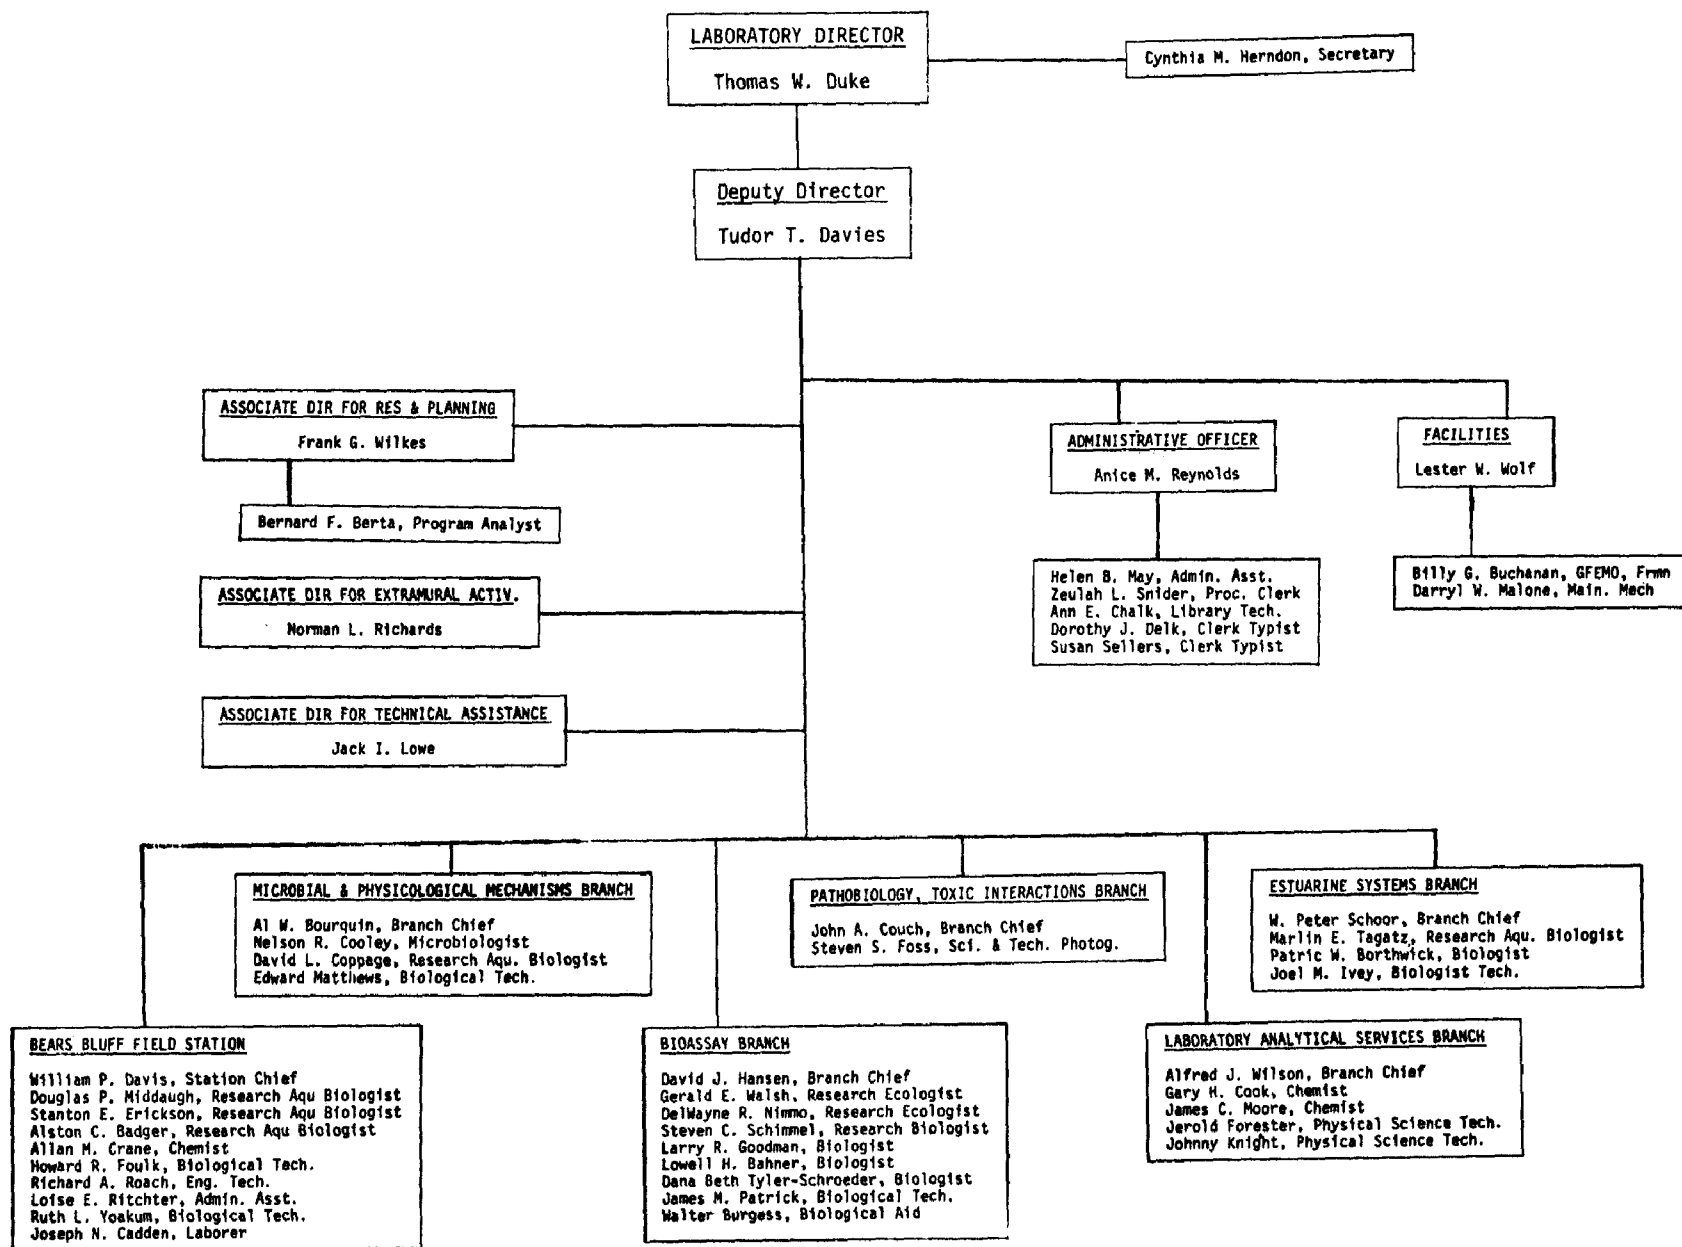 LABORATORY DIRECTOR
Thomas W. Duke
Cynthia M. Herndon, Secretary
Deputy Director
Tudor T. Davies
ASSOCIATE DIR FOR RES & PLANNING
Frank G. Wilkes
Bernard F. Berta, Program Analyst
ASSOCIATE DIR FOR EXTRAMURAL ACTIV.
Norman L. Richards
ASSOCIATE DIR FOR TECHNICAL ASSISTANCE
Jack I. Lowe
ADMINISTRATIVE OFFICER
Anice M. Reynolds
Helen B. May, Admin. Asst.
Zeulah L. Snider, Proc. Clerk
Ann E. Chalk, Library Tech.
Dorothy J. Delk, Clerk Typist
Susan Sellers, Clerk Typist
FACILITIES
Lester W. Wolf
Billy G. Buchanan, GFEMO, Frmn
Darryl W. Malone, Main. Mech
MICROBIAL & PHYSICOLOGICAL MECHANISMS BRANCH
Al W. Bourquin, Branch Chief
Nelson R. Cooley, Microbiologist
David L. Coppage, Research Aqu. Biologist
Edward Matthews, Biological Tech.
PATHOBIOLOGY, TOXIC INTERACTIONS BRANCH
John A. Couch, Branch Chief
Steven S. Foss, Sci. & Tech. Photog.
ESTUARINE SYSTEMS BRANCH
W. Peter Schoor, Branch Chief
Marlin E. Tagatz, Research Aqu. Biologist
Patric W. Borthwick, Biologist
Joel M. Ivey, Biologist Tech.
BEARS BLUFF FIELD STATION
William P. Davis, Station Chief
Douglas P. Middaugh, Research Aqu Biologist
Stanton E. Erickson, Research Aqu Biologist
Alston C. Badger, Research Aqu Biologist
Allan M. Crane, Chemist
Howard R. Foulk, Biological Tech.
Richard A. Roach, Eng. Tech.
Loise E. Ritchter, Admin. Asst.
Ruth L. Yoakum, Biological Tech.
Joseph N. Cadden, Laborer
BIOASSAY BRANCH
David J. Hansen, Branch Chief
Gerald E. Walsh, Research Ecologist
DelWayne R. Nimmo, Research Ecologist
Steven C. Schimmel, Research Biologist
Larry R. Goodman, Biologist
Lowell H. Bahner, Biologist
Dana Beth Tyler-Schroeder, Biologist
James M. Patrick, Biological Tech.
Walter Burgess, Biological Aid
LABORATORY ANALYTICAL SERVICES BRANCH
Alfred J. Wilson, Branch Chief
Gary H. Cook, Chemist
James C. Moore, Chemist
Jerold Forester, Physical Science Tech.
Johnny Knight, Physical Science Tech.